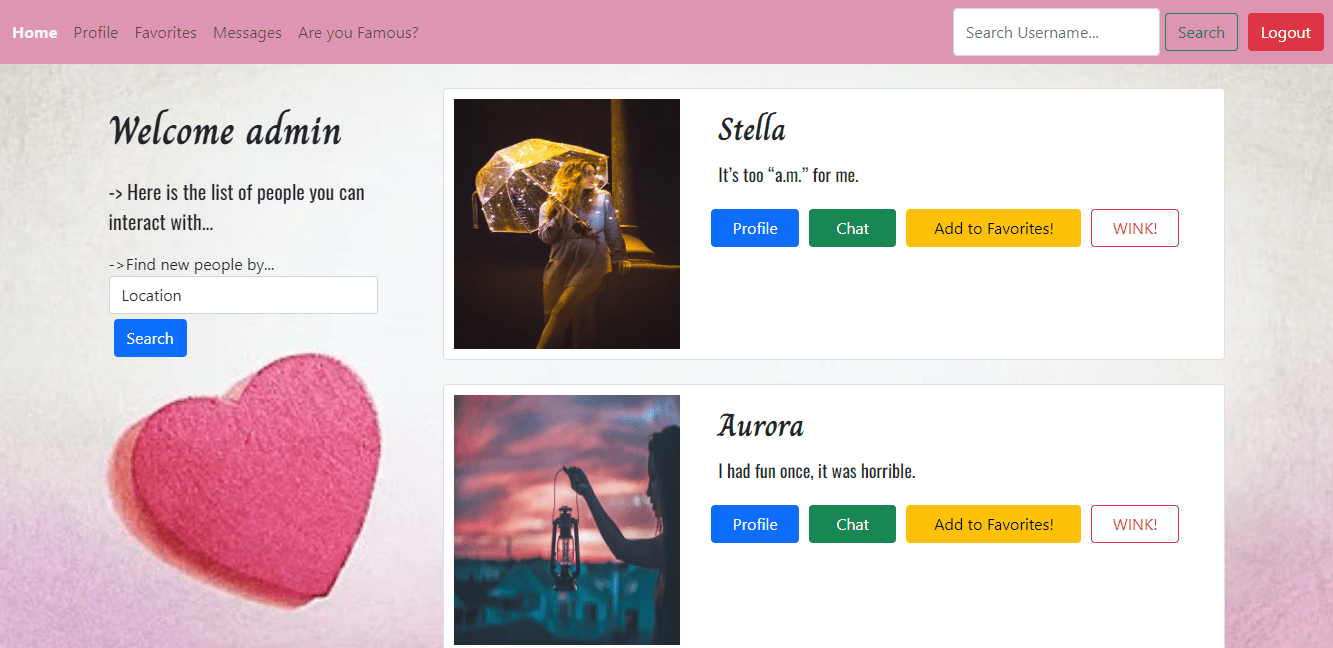 Home Profile Favorites Messages Are you Famous? Search Username... Search Logout
Welcome admin
-> Here is the list of people you can
interact with...
->Find new people by...
Location
Search
Stella
It’s too “a.m.” for me.
Profile Chat Add to Favorites! WINK!
Aurora
I had fun once, it was horrible.
Profile Chat Add to Favorites! WINK!